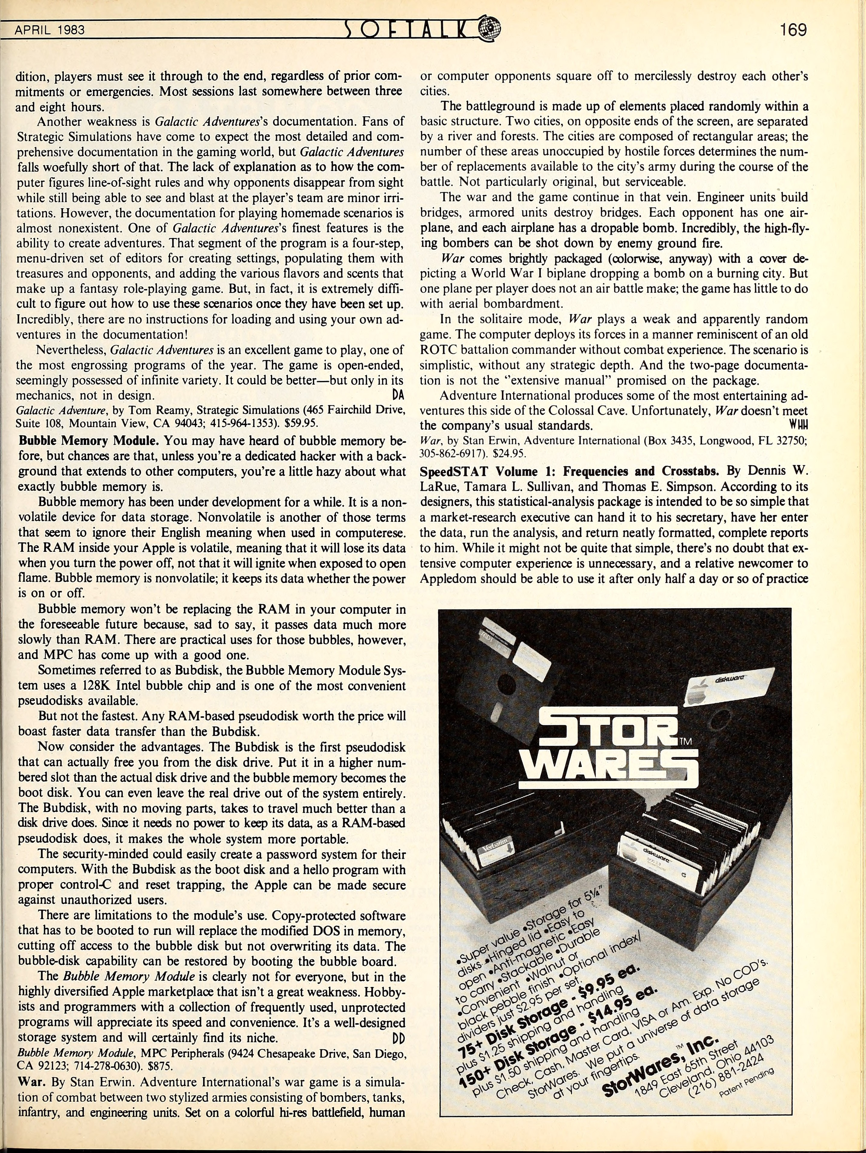 APRIL 1983
SOFTALK
169
dition, players must see it through to the end, regardless of prior com-
mitments or emergencies. Most sessions last somewhere between three
and eight hours.
Another weakness is Galactic Adventures's documentation. Fans of
Strategic Simulations have come to expect the most detailed and com-
prehensive documentation in the gaming world, but Galactic Adventures
falls woefully short of that. The lack of explanation as to how the com-
puter figures line-of-sight rules and why opponents disappear from sight
while still being able to see and blast at the player's team are minor irri-
tations. However, the documentation for playing homemade scenarios is
almost nonexistent. One of Galactic Adventures's finest features is the
ability to create adventures. That segment of the program is a four-step,
menu-driven set of editors for creating settings, populating them with
treasures and opponents, and adding the various flavors and scents that
make up a fantasy role-playing game. But, in fact, it is extremely diffi-
cult to figure out how to use these scenarios once they have been set up.
Incredibly, there are no instructions for loading and using your own ad-
ventures in the documentation!
Nevertheless, Galactic Adventures is an excellent game to play, one of
the most engrossing programs of the year. The game is open-ended,
seemingly possessed of infinite variety. It could be better—but only in its
mechanics, not in design. DA
Galactic Adventure, by Tom Reamy, Strategic Simulations (465 Fairchild Drive,
Suite 108, Mountain View, CA 94043; 415-964-1353). $59.95.
Bubble Memory Module. You may have heard of bubble memory be-
fore, but chances are that, unless you're a dedicated hacker with a back-
ground that extends to other computers, you're a little hazy about what
exactly bubble memory is.
Bubble memory has been under development for a while. It is a non-
volatile device for data storage. Nonvolatile is another of those terms
that seem to ignore their English meaning when used in computerese.
The RAM inside your Apple is volatile, meaning that it will lose its data
when you turn the power off, not that it will ignite when exposed to open
flame. Bubble memory is nonvolatile; it keeps its data whether the power
is on or off.
Bubble memory won't be replacing the RAM in your computer in
the foreseeable future because, sad to say, it passes data much more
slowly than RAM. There are practical uses for those bubbles, however,
and MPC has come up with a good one.
Sometimes referred to as Bubdisk, the Bubble Memory Module Sys-
tem uses a 128K Intel bubble chip and is one of the most convenient
pseudodisks available.
But not the fastest. Any RAM-based pseudodisk worth the price will
boast faster data transfer than the Bubdisk.
Now consider the advantages. The Bubdisk is the first pseudodisk
that can actually free you from the disk drive. Put it in a higher num-
bered slot than the actual disk drive and the bubble memory becomes the
boot disk. You can even leave the real drive out of the system entirely.
The Bubdisk, with no moving parts, takes to travel much better than a
disk drive does. Since it needs no power to keep its data, as a RAM-based
pseudodisk does, it makes the whole system more portable.
The security-minded could easily create a password system for their
computers. With the Bubdisk as the boot disk and a hello program with
proper control-C and reset trapping, the Apple can be made secure
against unauthorized users.
There are limitations to the module's use. Copy-protected software
that has to be booted to run will replace the modified DOS in memory,
cutting off access to the bubble disk but not overwriting its data. The
bubble-disk capability can be restored by booting the bubble board.
The Bubble Memory Module is clearly not for everyone, but in the
highly diversified Apple marketplace that isn't a great weakness. Hobby-
ists and programmers with a collection of frequently used, unprotected
programs will appreciate its speed and convenience. It's a well-designed
storage system and will certainly find its niche. DD
Bubble Memory Module, MPC Peripherals (9424 Chesapeake Drive, San Diego,
CA 92123; 714-278-0630). $875.
War. By Stan Erwin. Adventure International's war game is a simula-
tion of combat between two stylized armies consisting of bombers, tanks,
infantry, and engineering units. Set on a colorful hi-res battlefield, human
or computer opponents square off to mercilessly destroy each other's
cities.
The battleground is made up of elements placed randomly within a
basic structure. Two cities, on opposite ends of the screen, are separated
by a river and forests. The cities are composed of rectangular areas; the
number of these areas unoccupied by hostile forces determines the num-
ber of replacements available to the city's army during the course of the
battle. Not particularly original, but serviceable.
The war and the game continue in that vein. Engineer units build
bridges, armored units destroy bridges. Each opponent has one air-
plane, and each airplane has a dropable bomb. Incredibly, the high-fly-
ing bombers can be shot down by enemy ground fire.
War comes brightly packaged (colorwise, anyway) with a cover de-
picting a World War I biplane dropping a bomb on a burning city. But
one plane per player does not an air battle make; the game has little to do
with aerial bombardment.
In the solitaire mode, War plays a weak and apparently random
game. The computer deploys its forces in a manner reminiscent of an old
ROTC battalion commander without combat experience. The scenario is
simplistic, without any strategic depth. And the two-page documenta-
tion is not the "extensive manual" promised on the package.
Adventure International produces some of the most entertaining ad-
ventures this side of the Colossal Cave. Unfortunately, War doesn't meet
the company's usual standards. WHH
War, by Stan Erwin, Adventure International (Box 3435, Longwood, FL 32750;
305-862-6917). $24.95.
SpeedSTAT Volume 1: Frequencies and Crosstabs. By Dennis W.
LaRue, Tamara L. Sullivan, and Thomas E. Simpson. According to its
designers, this statistical-analysis package is intended to be so simple that
a market-research executive can hand it to his secretary, have her enter
the data, run the analysis, and return neatly formatted, complete reports
to him. While it might not be quite that simple, there's no doubt that ex-
tensive computer experience is unnecessary, and a relative newcomer to
Appledom should be able to use it after only half a day or so of practice
diskware
STOR TM
WARES
diskware
•Super value •Storage for 5¼"
disks •Hinged lid •Easy to
open •Anti-magnetic •Easy
to carry •Stackable •Durable
•Convenient •Walnut or
black pebble finish •Optional index/
dividers just $2.95 per set.
75+ Disk Storage - $9.95 ea.
plus $1.25 shipping and handling
150+ Disk Storage - $14.95 ea.
plus $1.50 shipping and handling
Check, Cash, Master Card, VISA or Am. Exp. No COD's.
StorWares. We put a universe of data storage
at your fingertips.
StorWares, Inc. ™
1849 East 65th Street
Cleveland, Ohio 44103
(216) 881-2424
Patent Pending